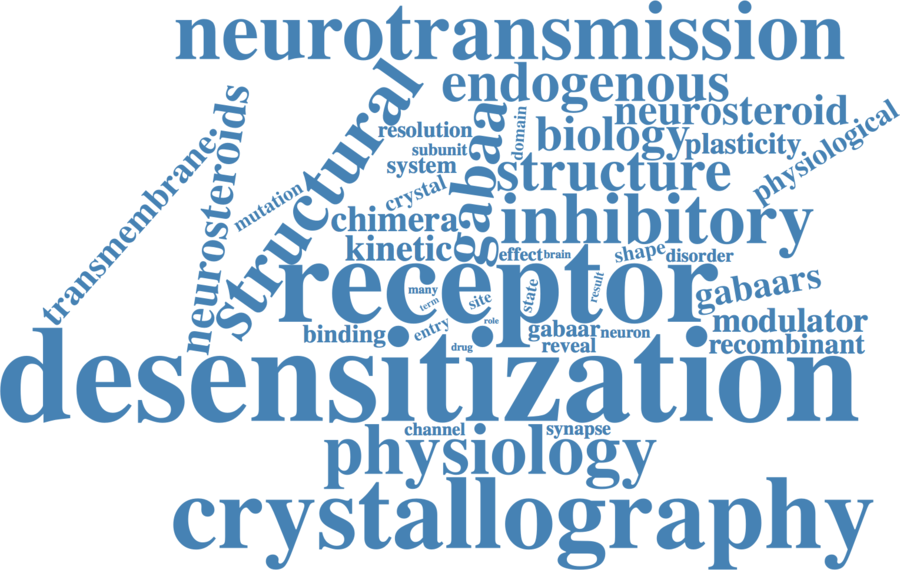 neurotransmission
endogenous
neurosteroid
physiological
structural
neurosteroids
transmembrane
resolution
gabaa
domain
biology
plasticity
subunit
system
structure
mutation
crystal
chimera
inhibitory
kinetic
effect
brain
shape
disorder
receptor
many
term
site
state
result
gabaars
role
binding
entry
gabaar
neuron
modulator
drug
reveal
recombinant
desensitization
channel
synapse
physiology
crystallography